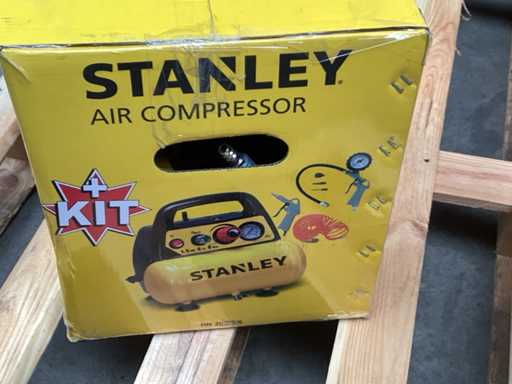 STANLEY
AIR COMPRESSOR
+
KIT
STANLEY